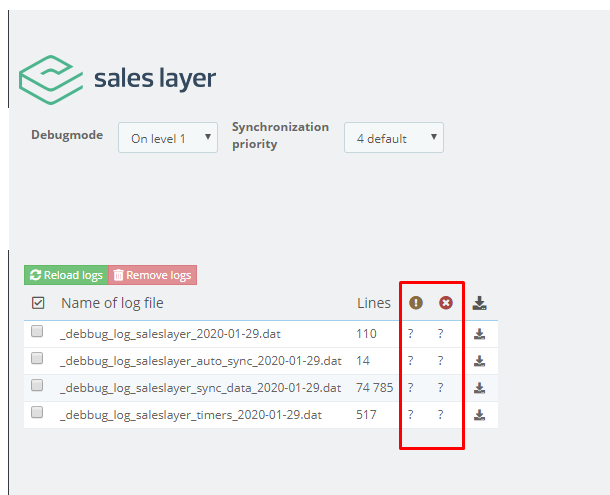 sales layer
Debugmode
On level 1
Synchronization
priority
4 default
Reload logs
Remove logs
Name of log file Lines
_debbug_log_saleslayer_2020-01-29.dat 110 ? ?
_debbug_log_saleslayer_auto_sync_2020-01-29.dat 14 ? ?
_debbug_log_saleslayer_sync_data_2020-01-29.dat 74 785 ? ?
_debbug_log_saleslayer_timers_2020-01-29.dat 517 ? ?